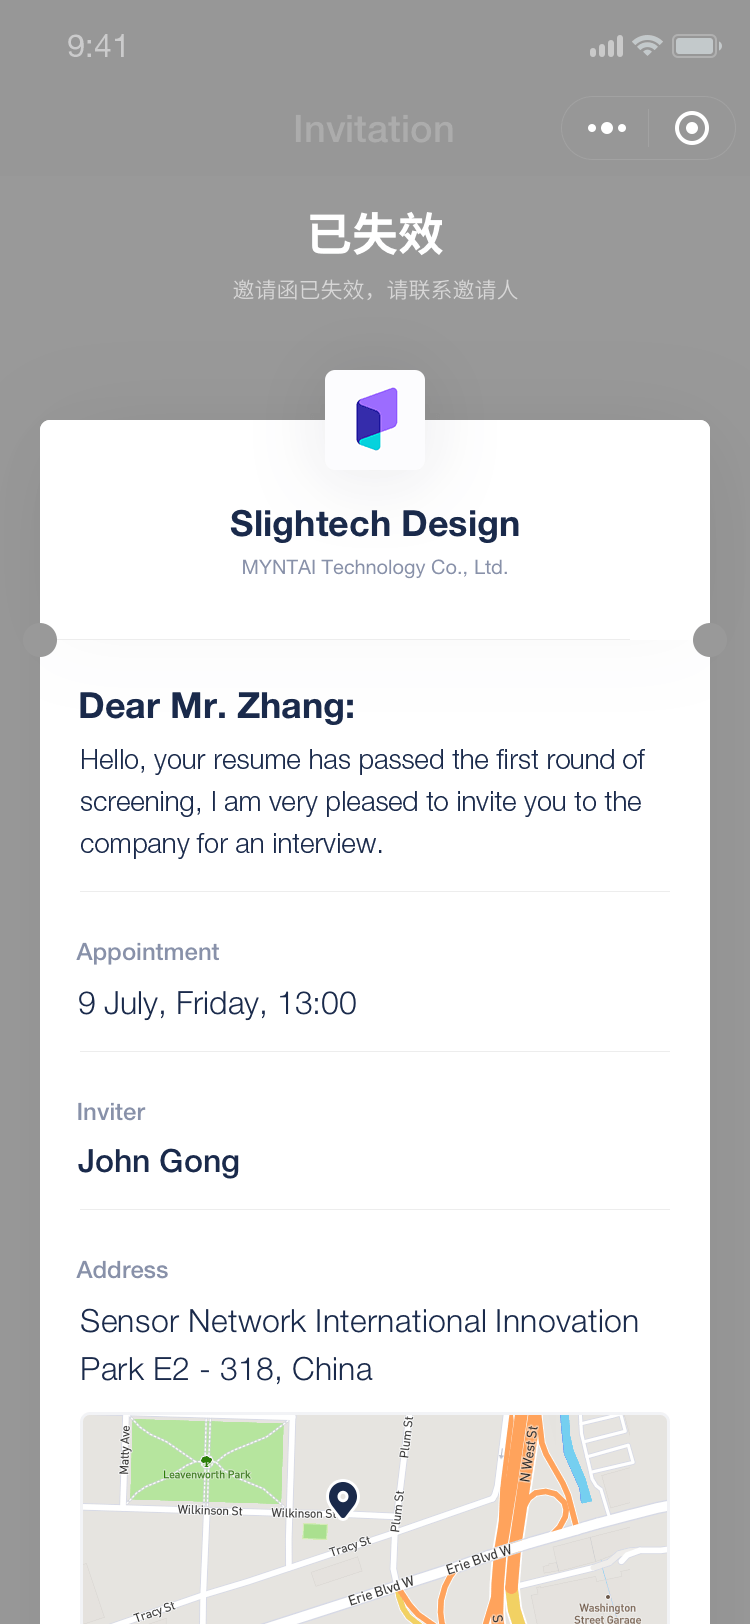 9:41
Invitation
已失效
邀请函已失效，请联系邀请人
Slightech Design
MYNTAI Technology Co., Ltd.
Dear Mr. Zhang:
Hello, your resume has passed the first round of
screening, I am very pleased to invite you to the
company for an interview.
Appointment
9 July, Friday, 13:00
Inviter
John Gong
Address
Sensor Network International Innovation
Park E2 - 318, China
Matty Ave
Leavenworth Park
Plum St
N West St
Wilkinson St
Wilkinson St
Plum St
Tracy St
Erie Blvd W
Erie Blvd W
Tracy St
Washington
Street Garage
S